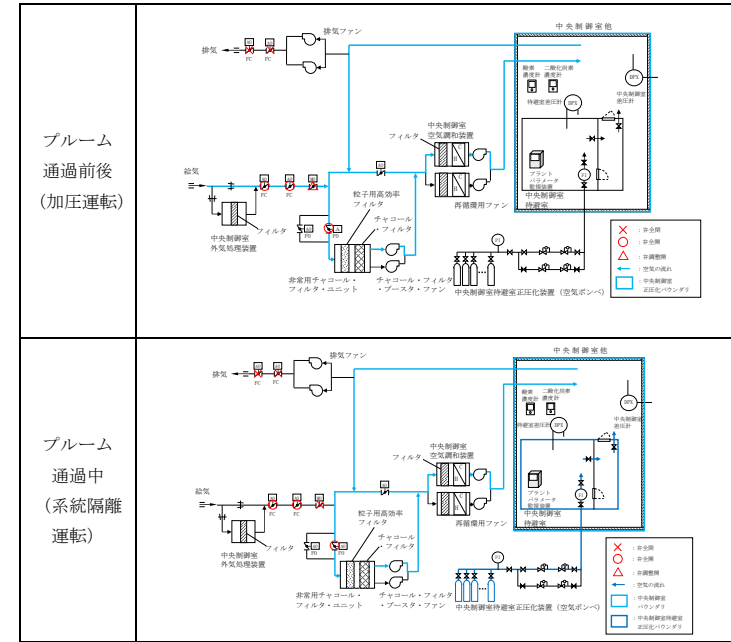 プルーム
通過前後
(加圧運転)
排気ファン
排気
FC
FC
給気
フィルタ
中央制御室
外気処理装置
粒子用高効率
フィルタ
チャコール
・フィルタ
非常用チャコール・
フィルタ・ユニット
チャコール・フィルタ
・ブースタ・ファン
中央制御室
空気調和装置
フィルタ
再循環用ファン
中央制御室他
酸素
濃度計
二酸化炭素
濃度計
待避室差圧計
DPX
DPX
中央制御室
差圧計
プラント
パラメータ
監視装置
中央制御室
待避室
FI
PI
中央制御室待避室正圧化装置（空気ボンベ）
：弁全閉
：弁全開
：弁調整開
：空気の流れ
：中央制御室
正圧化バウンダリ
プルーム
通過中
(系統隔離
運転)
排気ファン
排気
FC
FC
給気
FC
FC
フィルタ
中央制御室
外気処理装置
粒子用高効率
フィルタ
チャコール
・フィルタ
非常用チャコール・
フィルタ・ユニット
チャコール・フィルタ
・ブースタ・ファン
中央制御室
空気調和装置
フィルタ
再循環用ファン
中央制御室他
酸素
濃度計
二酸化炭素
濃度計
待避室差圧計
DPX
DPX
中央制御室
差圧計
プラント
パラメータ
監視装置
中央制御室
待避室
FI
PI
中央制御室待避室正圧化装置（空気ボンベ）
：弁全閉
：弁全開
：弁調整開
：空気の流れ
：中央制御室
バウンダリ
：中央制御室待避室
正圧化バウンダリ